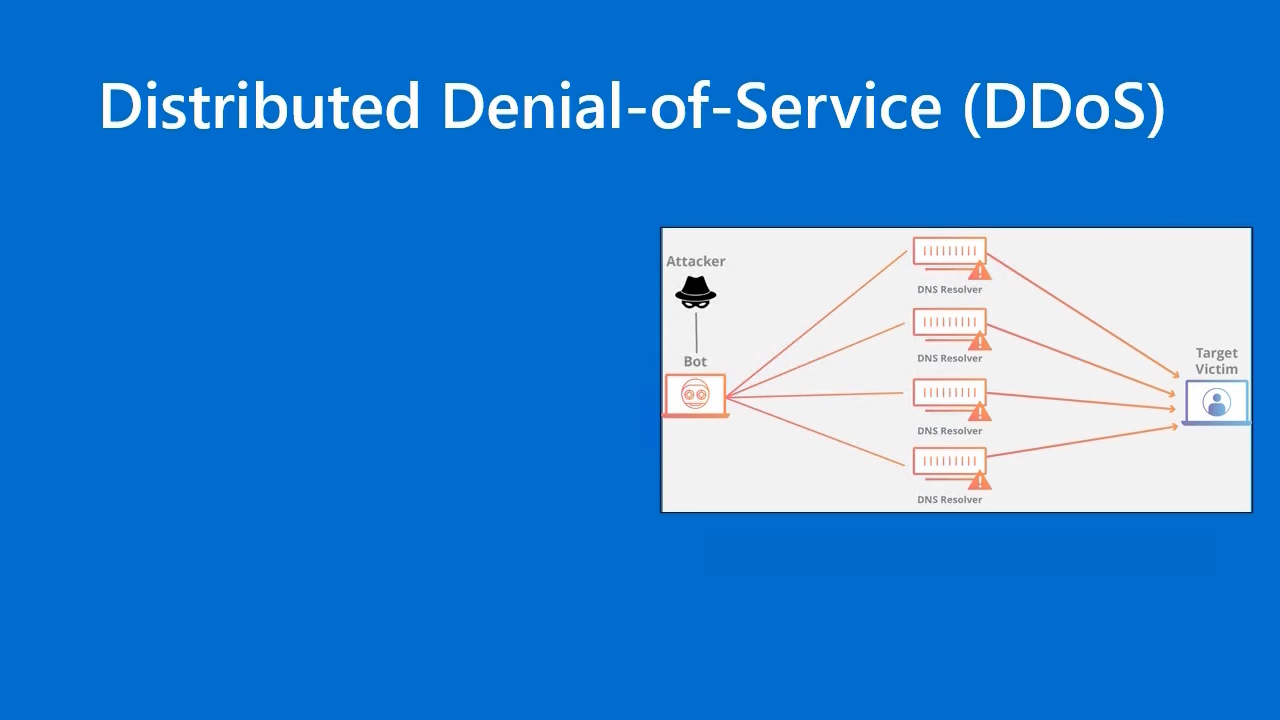 Distributed Denial-of-Service (DDoS)
Attacker
Bot
DNS Resolver
DNS Resolver
DNS Resolver
DNS Resolver
Target
Victim